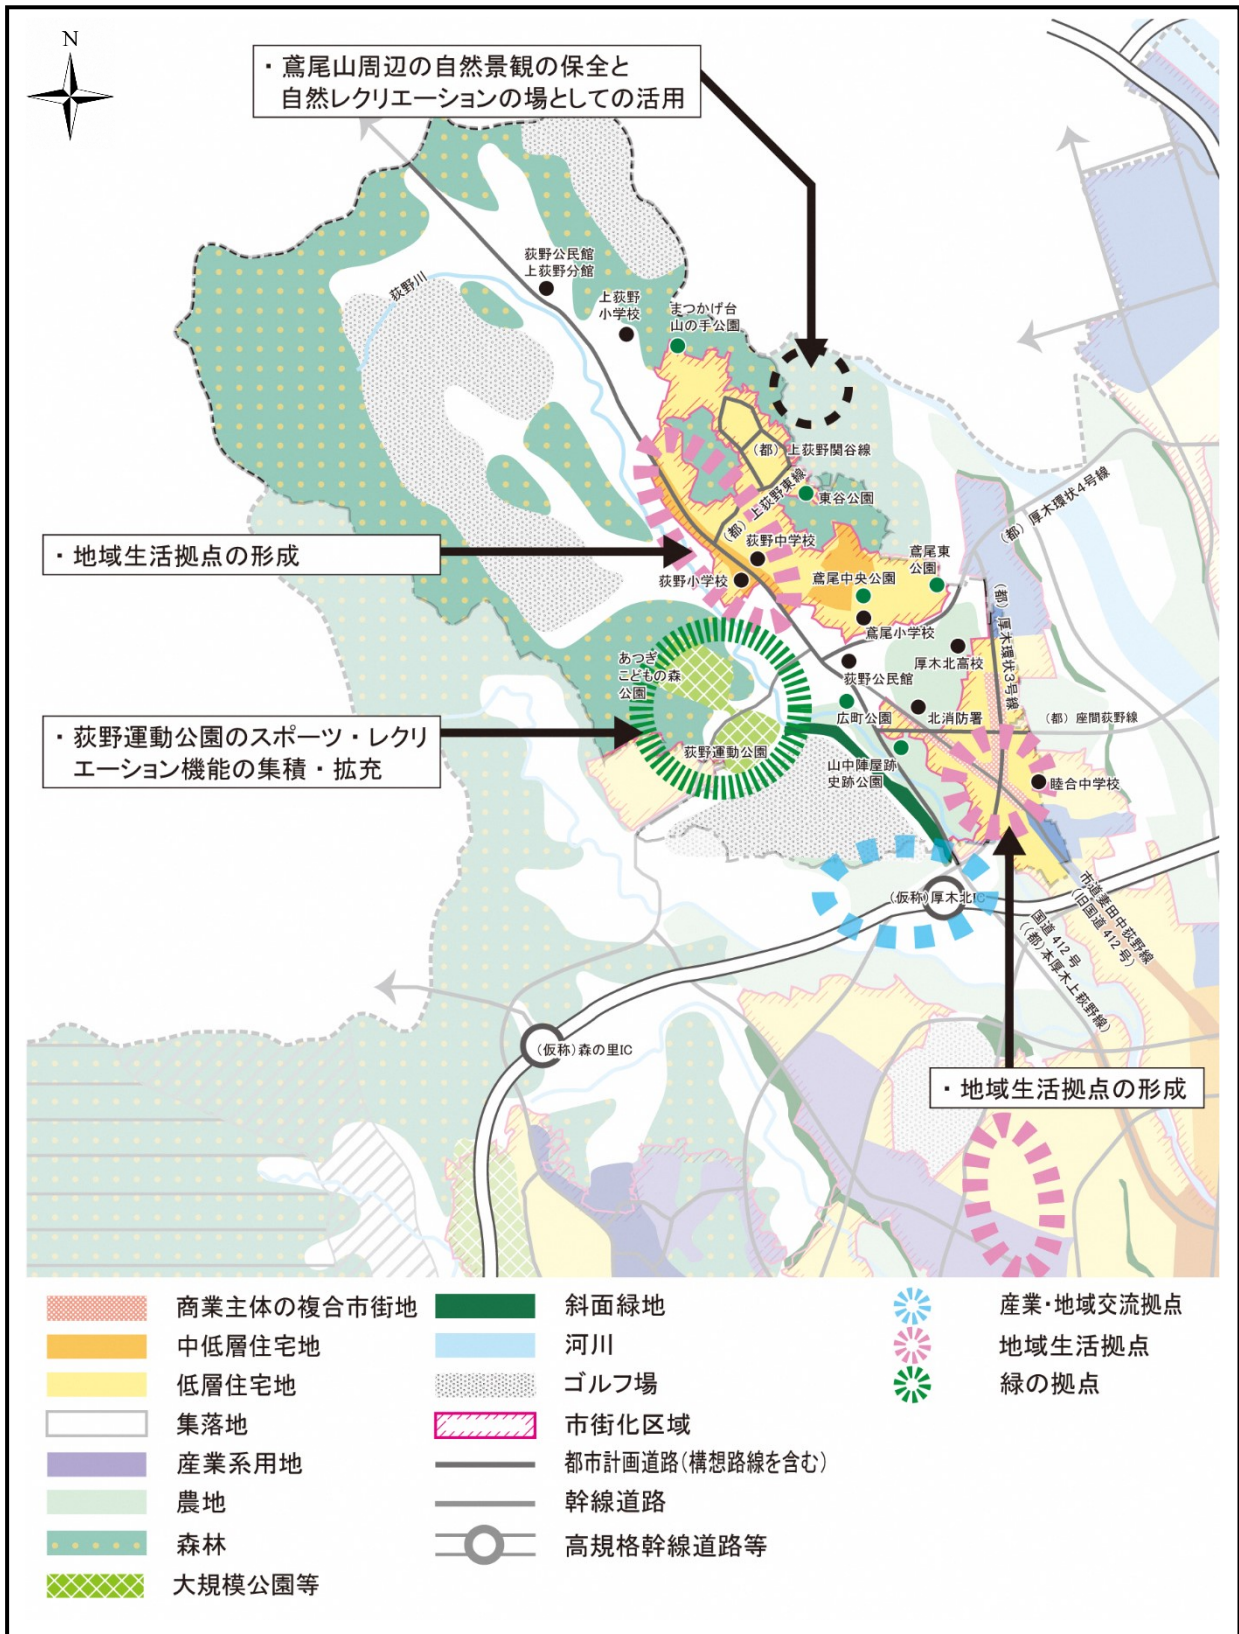 N
・鳶尾山周辺の自然景観の保全と
自然レクリエーションの場としての活用
荻野川
荻野公民館
上荻野分館
上荻野
小学校
まつかげ台
山の手公園
(都)上荻野関谷線
(都)上荻野東線
東谷公園
(都)厚木環状4号線
・地域生活拠点の形成
荻野中学校
荻野小学校
鳶尾中央公園
鳶尾東
公園
鳶尾小学校
(都)厚木環状3号線
厚木北高校
荻野公民館
あつぎ
こどもの森
公園
広町公園
北消防署
(都)座間荻野線
・荻野運動公園のスポーツ・レクリ
エーション機能の集積・拡充
荻野運動公園
山中陣屋跡
史跡公園
睦合中学校
(仮称)厚木北IC
市道妻田中荻野線
(旧国道412号)
国道412号
((都)本厚木上荻野線)
(仮称)森の里IC
・地域生活拠点の形成
商業主体の複合市街地
中低層住宅地
低層住宅地
集落地
産業系用地
農地
森林
大規模公園等
斜面緑地
河川
ゴルフ場
市街化区域
都市計画道路(構想路線を含む)
幹線道路
高規格幹線道路等
産業・地域交流拠点
地域生活拠点
緑の拠点